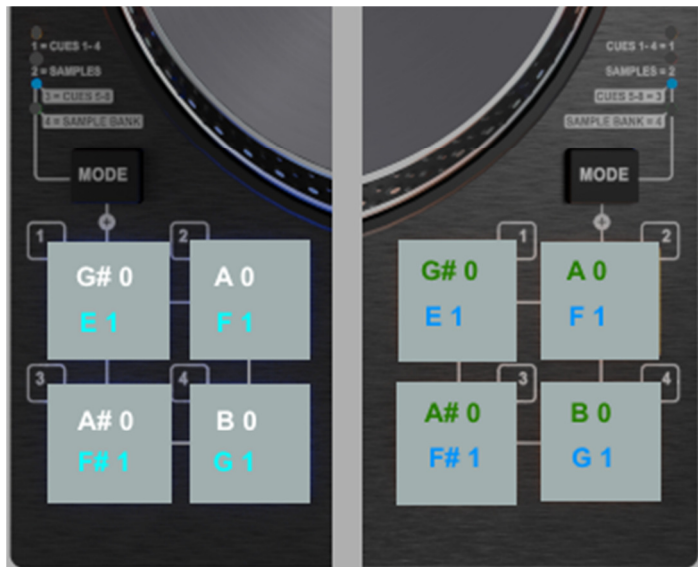 1 = CUES 1- 4
2 = SAMPLES
3 = CUES 5-8
4 = SAMPLE BANK
MODE
1
2
G# 0
E 1
A 0
F 1
3
4
A# 0
F# 1
B 0
G 1
CUES 1- 4 = 1
SAMPLES = 2
CUES 5-8 = 3
SAMPLE BANK = 4
MODE
1
2
G# 0
E 1
A 0
F 1
3
4
A# 0
F# 1
B 0
G 1